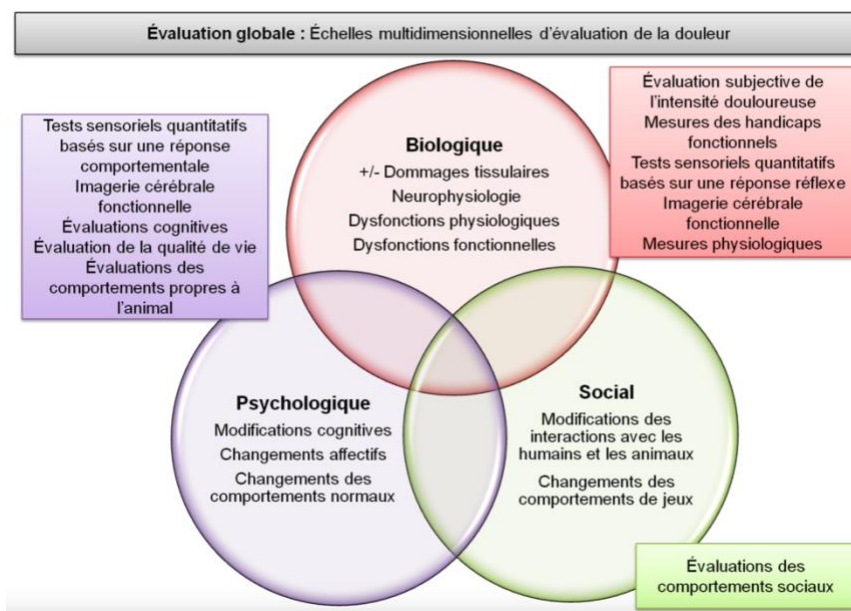 Évaluation globale : Échelles multidimensionnelles d'évaluation de la douleur
Tests sensoriels quantitatifs
basés sur une réponse
comportementale
Imagerie cérébrale
fonctionnelle
Évaluations cognitives
Évaluation de la qualité de vie
Évaluations des
comportements propres à
l'animal
Biologique
+/- Dommages tissulaires
Neurophysiologie
Dysfonctions physiologiques
Dysfonctions fonctionnelles
Évaluation subjective de
l'intensité douloureuse
Mesures des handicaps
fonctionnels
Tests sensoriels quantitatifs
basés sur une réponse réflexe
Imagerie cérébrale
fonctionnelle
Mesures physiologiques
Psychologique
Modifications cognitives
Changements affectifs
Changements des
comportements normaux
Social
Modifications des
interactions avec les
humains et les animaux
Changements des
comportements de jeux
Évaluations des
comportements sociaux